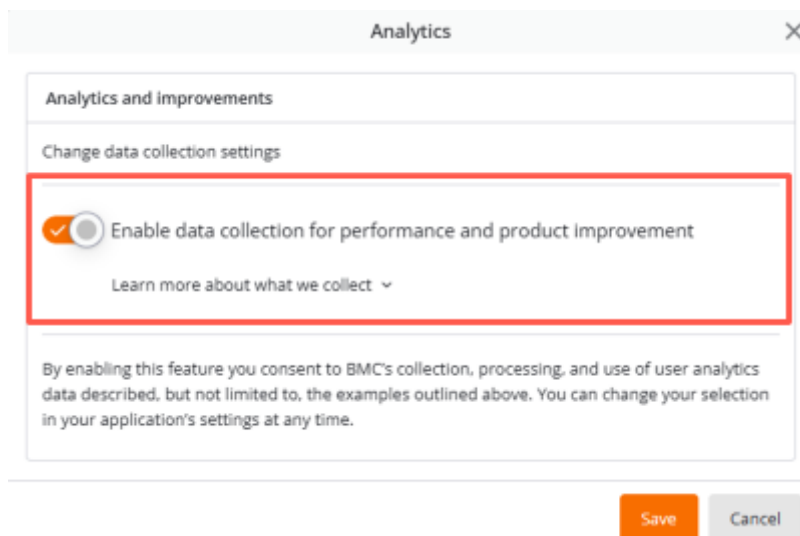 Analytics
Analytics and improvements
Change data collection settings
Enable data collection for performance and product improvement
Learn more about what we collect
By enabling this feature you consent to BMC's collection, processing, and use of user analytics
data described, but not limited to, the examples outlined above. You can change your selection
in your application's settings at any time.
Save Cancel